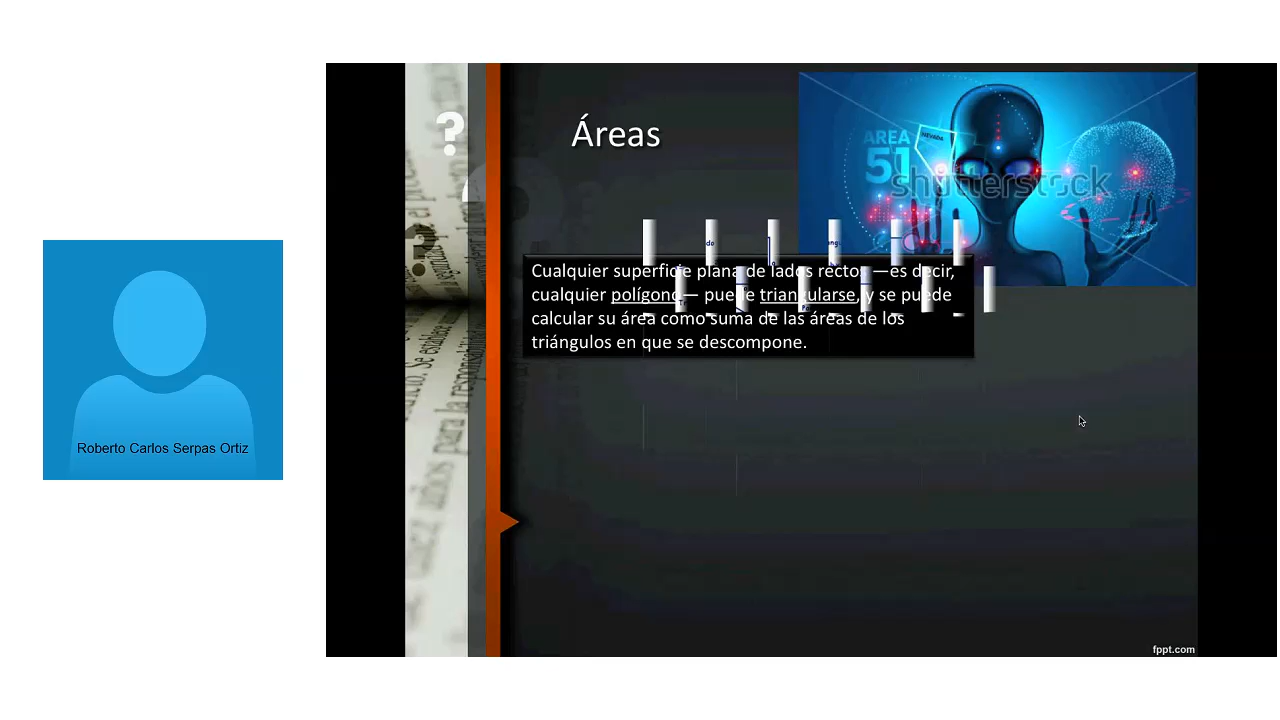 Áreas
AREA
51
NEVADA
shutterstock
Cualquier superficie plana de lados rectos —es decir,
cualquier polígono— puede triangularse, y se puede
calcular su área como suma de las áreas de los
triángulos en que se descompone.
Roberto Carlos Serpas Ortiz
fppt.com